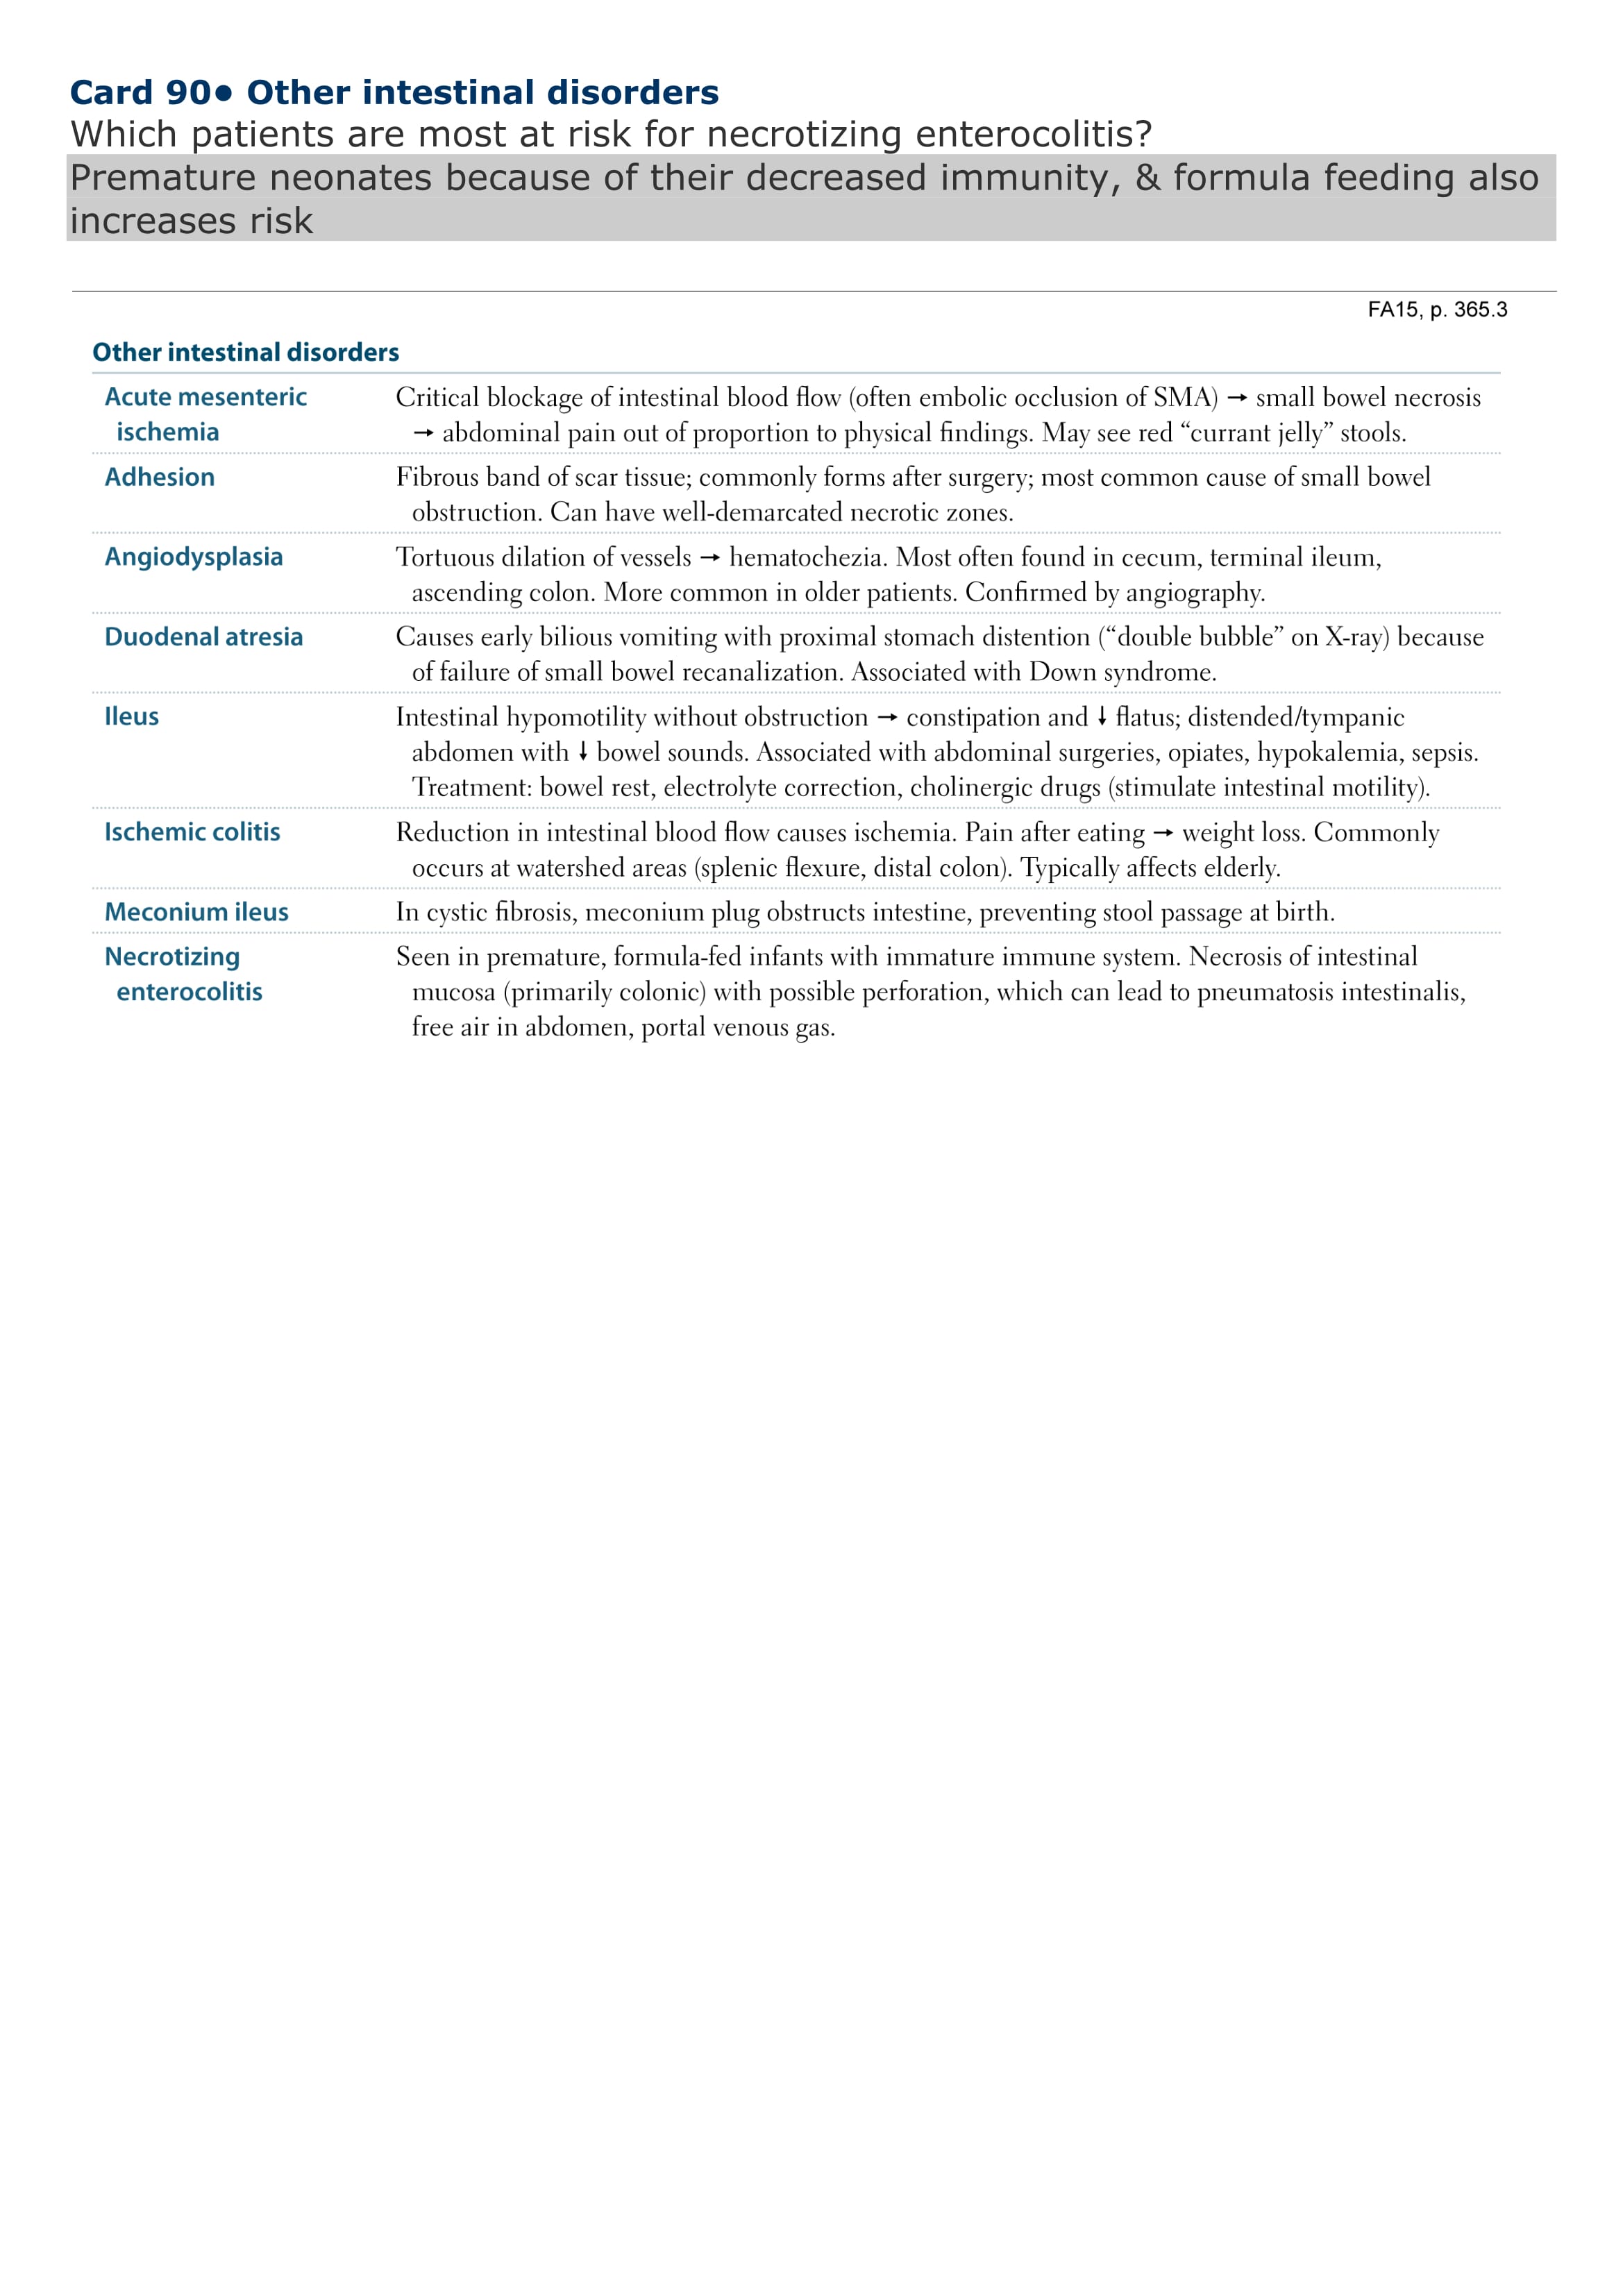 Card 90● Other intestinal disorders
Which patients are most at risk for necrotizing enterocolitis?
Premature neonates because of their decreased immunity, & formula feeding also
increases risk
FA15, p. 365.3
Other intestinal disorders
Acute mesenteric Critical blockage of intestinal blood flow (often embolic occlusion of SMA) → small bowel necrosis
ischemia → abdominal pain out of proportion to physical findings. May see red “currant jelly” stools.
Adhesion Fibrous band of scar tissue; commonly forms after surgery; most common cause of small bowel
obstruction. Can have well-demarcated necrotic zones.
Angiodysplasia Tortuous dilation of vessels → hematochezia. Most often found in cecum, terminal ileum,
ascending colon. More common in older patients. Confirmed by angiography.
Duodenal atresia Causes early bilious vomiting with proximal stomach distention (“double bubble” on X-ray) because
of failure of small bowel recanalization. Associated with Down syndrome.
Ileus Intestinal hypomotility without obstruction → constipation and ↓ flatus; distended/tympanic
abdomen with ↓ bowel sounds. Associated with abdominal surgeries, opiates, hypokalemia, sepsis.
Treatment: bowel rest, electrolyte correction, cholinergic drugs (stimulate intestinal motility).
Ischemic colitis Reduction in intestinal blood flow causes ischemia. Pain after eating → weight loss. Commonly
occurs at watershed areas (splenic flexure, distal colon). Typically affects elderly.
Meconium ileus In cystic fibrosis, meconium plug obstructs intestine, preventing stool passage at birth.
Necrotizing Seen in premature, formula-fed infants with immature immune system. Necrosis of intestinal
enterocolitis mucosa (primarily colonic) with possible perforation, which can lead to pneumatosis intestinalis,
free air in abdomen, portal venous gas.